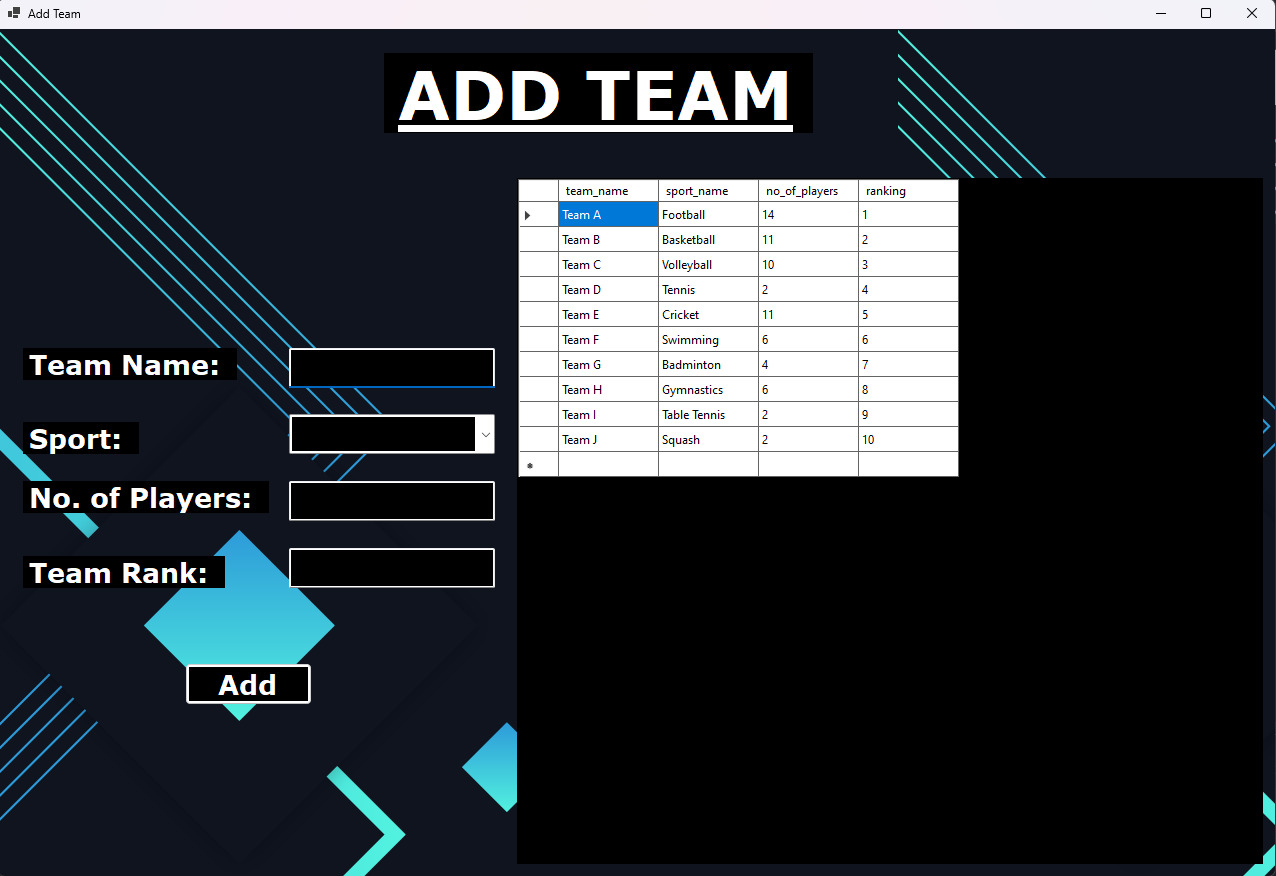 Add Team
ADD TEAM
team_name sport_name no_of_players ranking
Team A Football 14 1
Team B Basketball 11 2
Team C Volleyball 10 3
Team D Tennis 2 4
Team E Cricket 11 5
Team F Swimming 6 6
Team G Badminton 4 7
Team H Gymnastics 6 8
Team I Table Tennis 2 9
Team J Squash 2 10
Team Name:
Sport:
No. of Players:
Team Rank:
Add